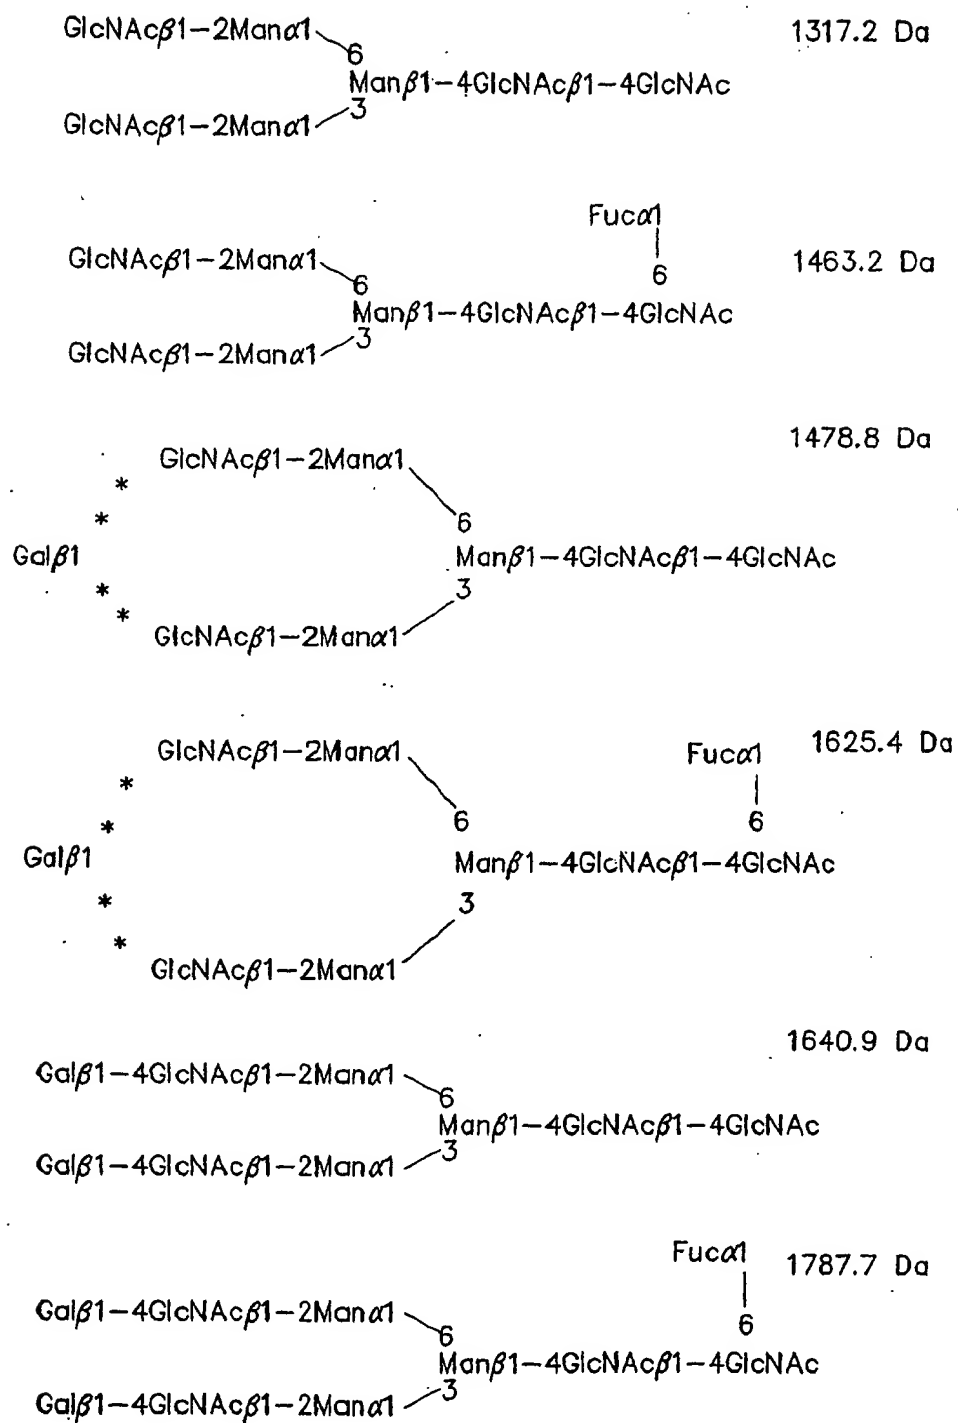 GlcNAcβ1-2Manα1 1317.2 Da
6
Manβ1-4GlcNAcβ1-4GlcNAc
3
GlcNAcβ1-2Manα1
Fucα1
GlcNAcβ1-2Manα1 1463.2 Da
6 6
Manβ1-4GlcNAcβ1-4GlcNAc
3
GlcNAcβ1-2Manα1
1478.8 Da
GlcNAcβ1-2Manα1
*
* 6
Galβ1 Manβ1-4GlcNAcβ1-4GlcNAc
* 3
*
GlcNAcβ1-2Manα1
GlcNAcβ1-2Manα1 Fucα1 1625.4 Da
*
* 6 6
Galβ1 Manβ1-4GlcNAcβ1-4GlcNAc
* 3
*
GlcNAcβ1-2Manα1
1640.9 Da
Galβ1-4GlcNAcβ1-2Manα1
6
Manβ1-4GlcNAcβ1-4GlcNAc
3
Galβ1-4GlcNAcβ1-2Manα1
Fucα1 1787.7 Da
Galβ1-4GlcNAcβ1-2Manα1
6 6
Manβ1-4GlcNAcβ1-4GlcNAc
3
Galβ1-4GlcNAcβ1-2Manα1